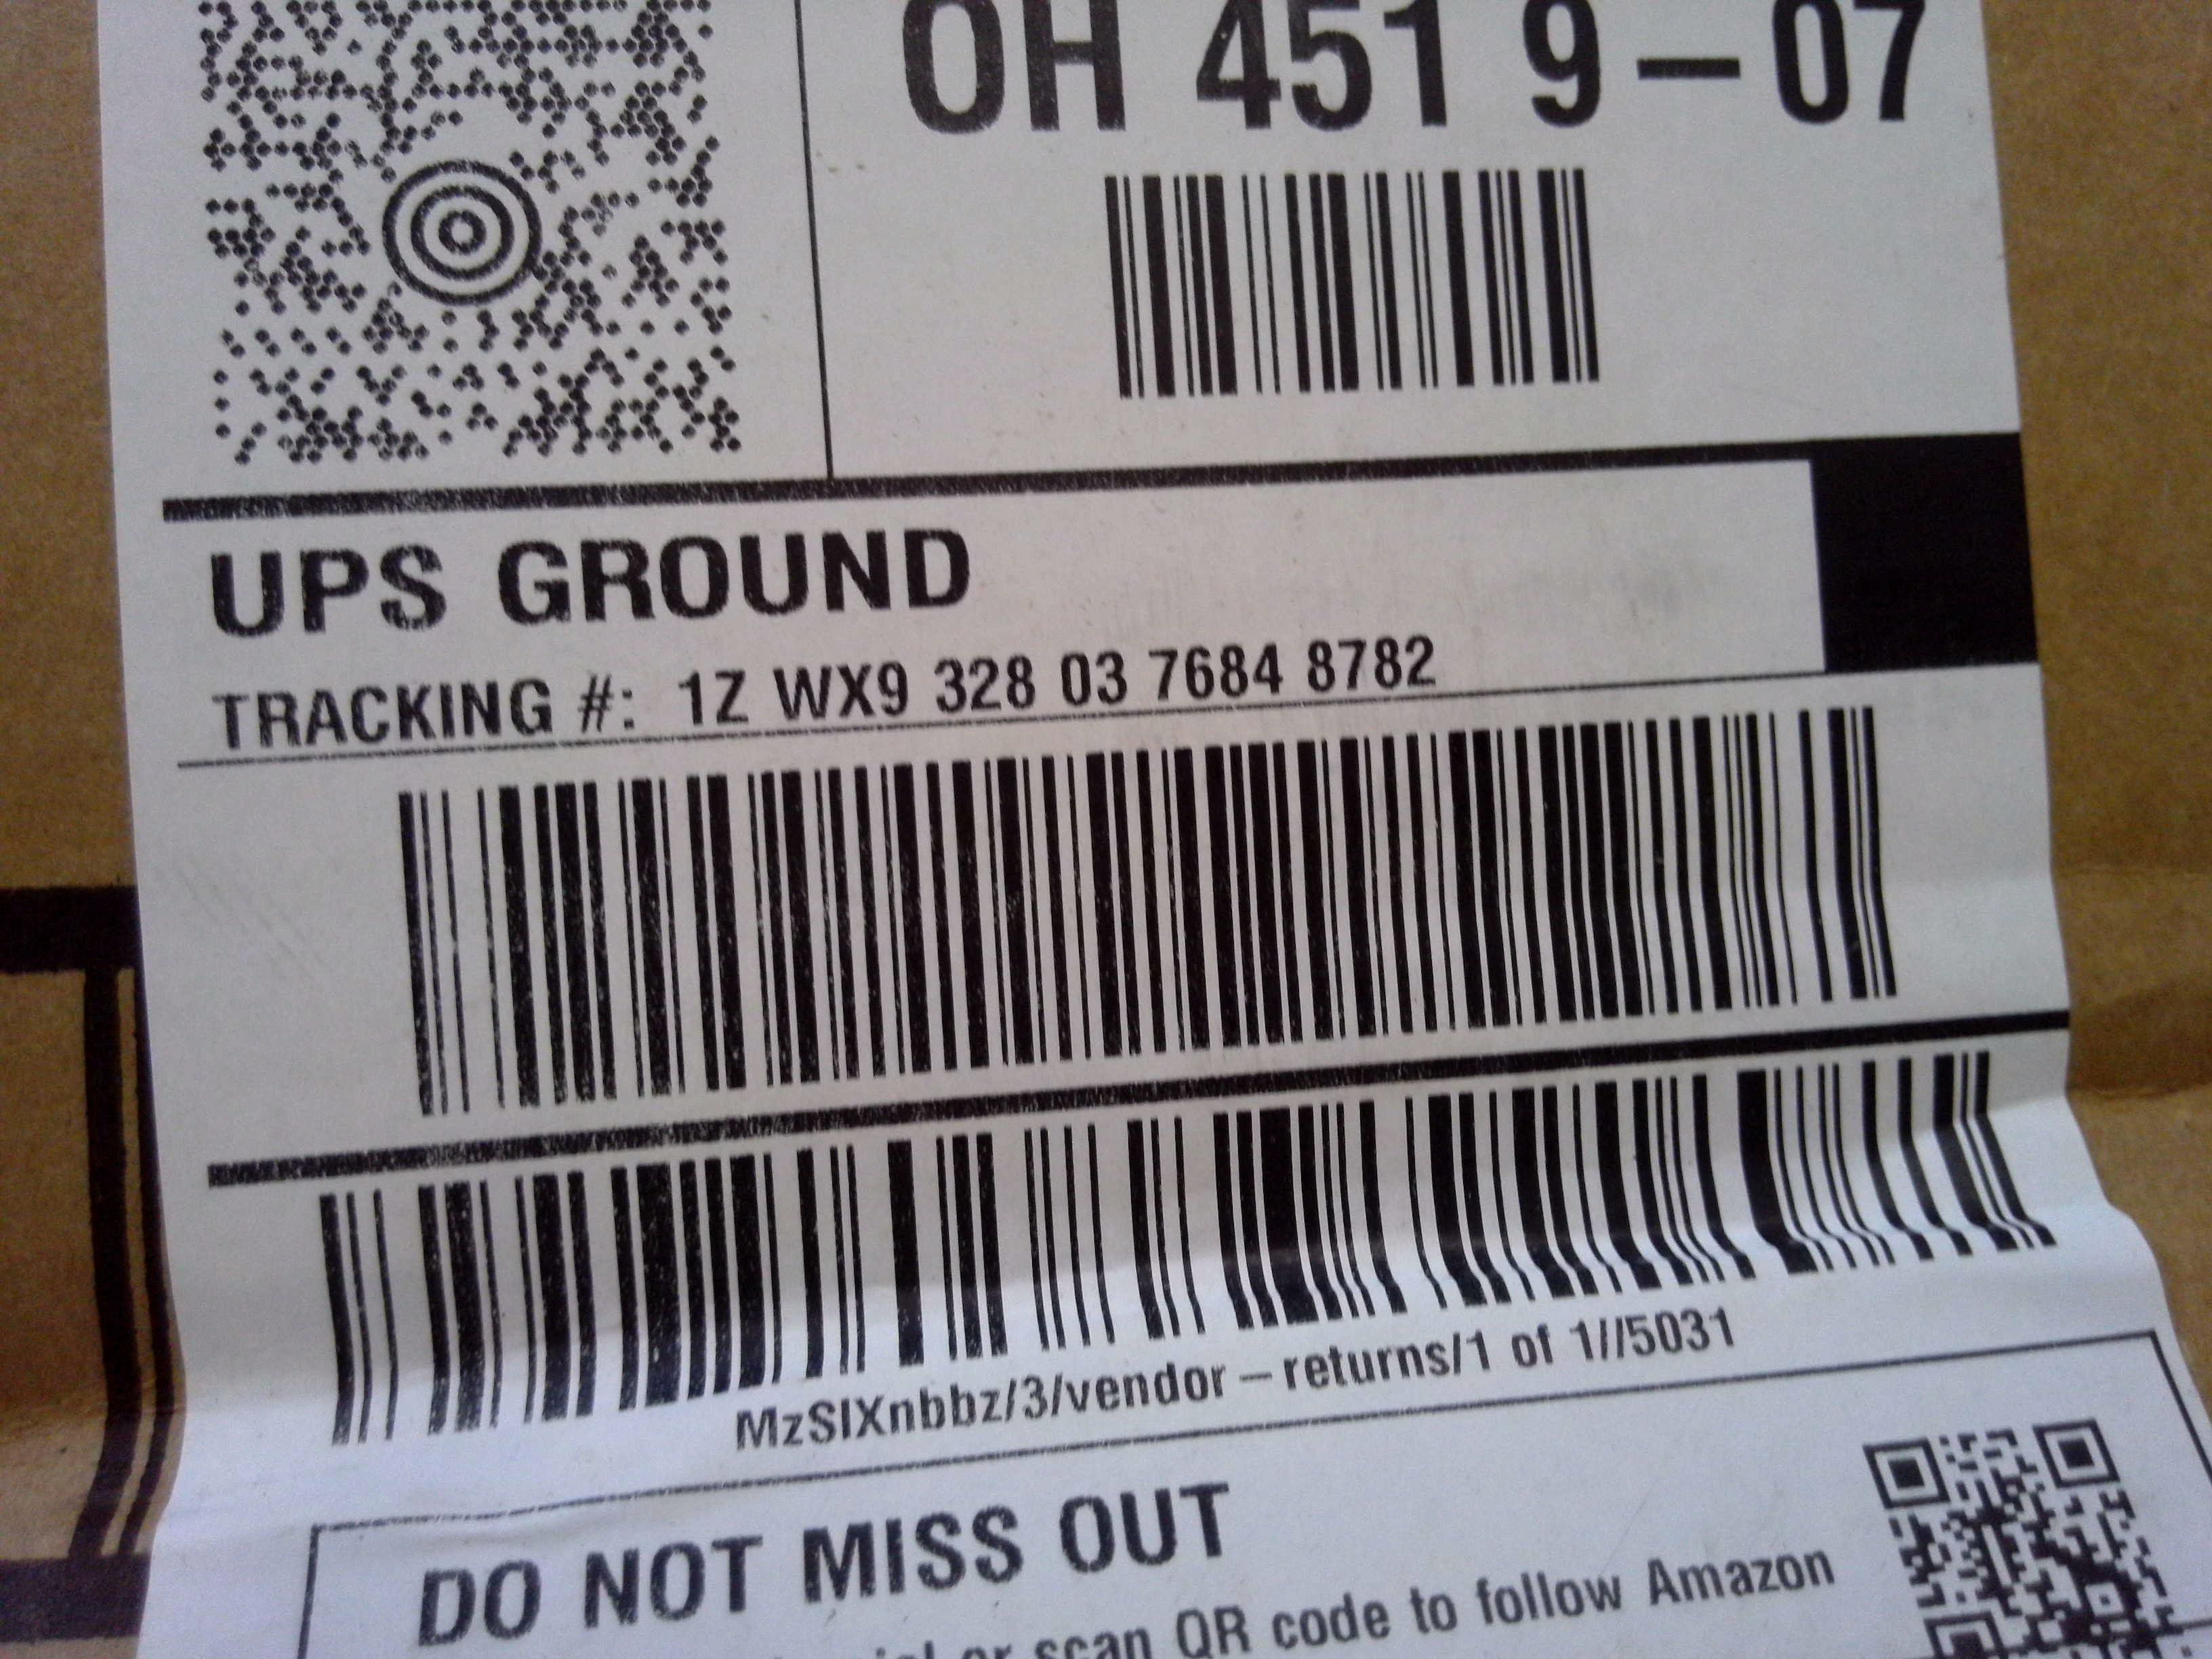 OH 451 9-07
UPS GROUND
TRACKING #: 1Z WX9 328 03 7684 8782
MzSIXnbbz/3/vendor-returns/1 of 1//5031
DO NOT MISS OUT
or scan QR code to follow Amazon